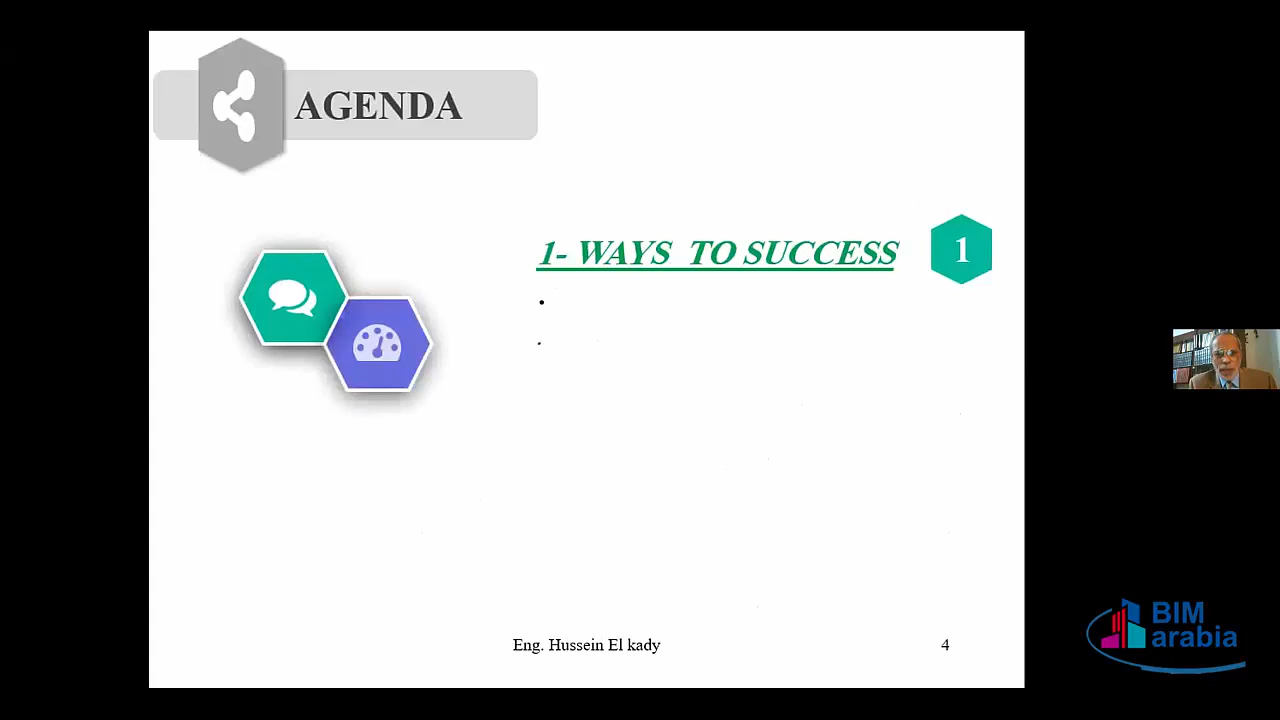 AGENDA
1- WAYS TO SUCCESS
1
•
•
Eng. Hussein El kady
4
BIM
arabia